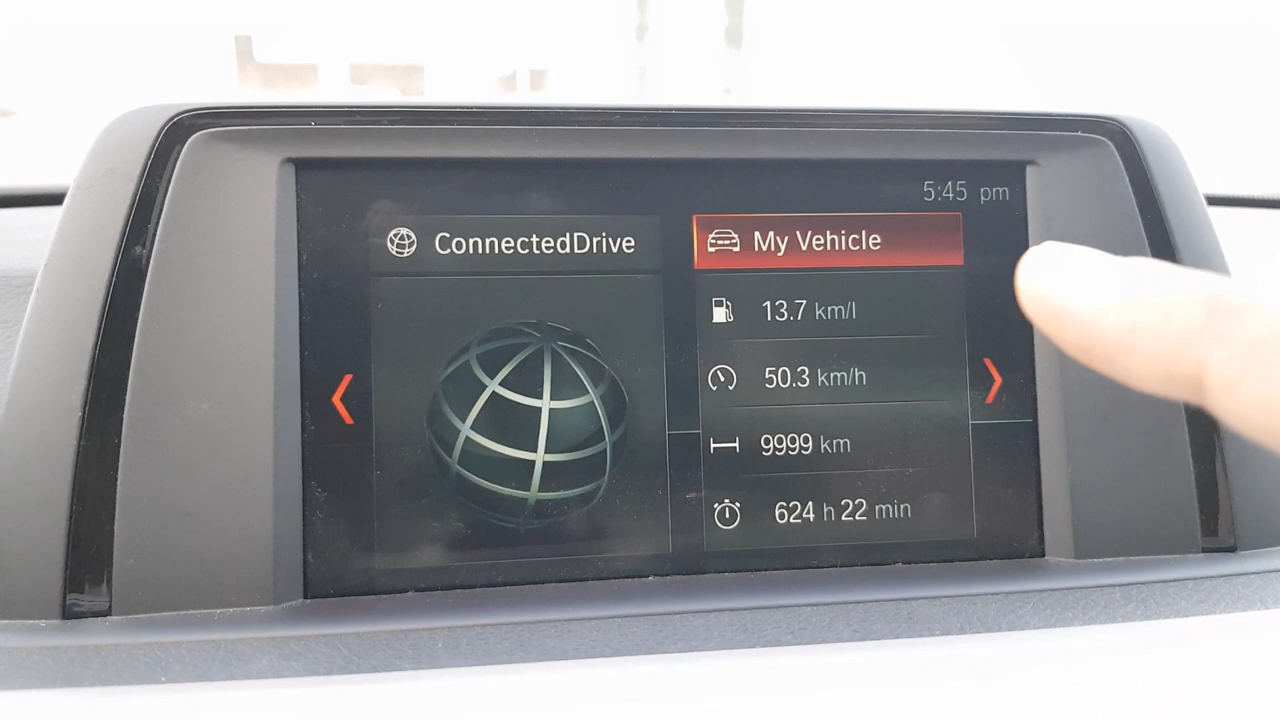 5:45 pm
ConnectedDrive
My Vehicle
13.7 km/l
50.3 km/h
9999 km
624 h 22 min